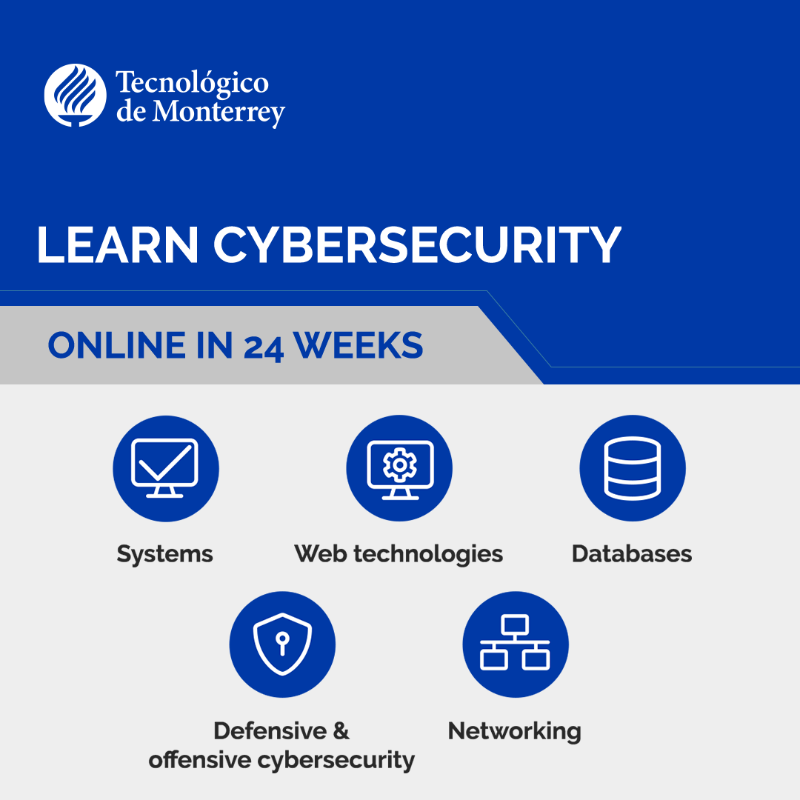 Tecnológico
de Monterrey
LEARN CYBERSECURITY
ONLINE IN 24 WEEKS
Systems
Web technologies
Databases
Defensive &
offensive cybersecurity
Networking